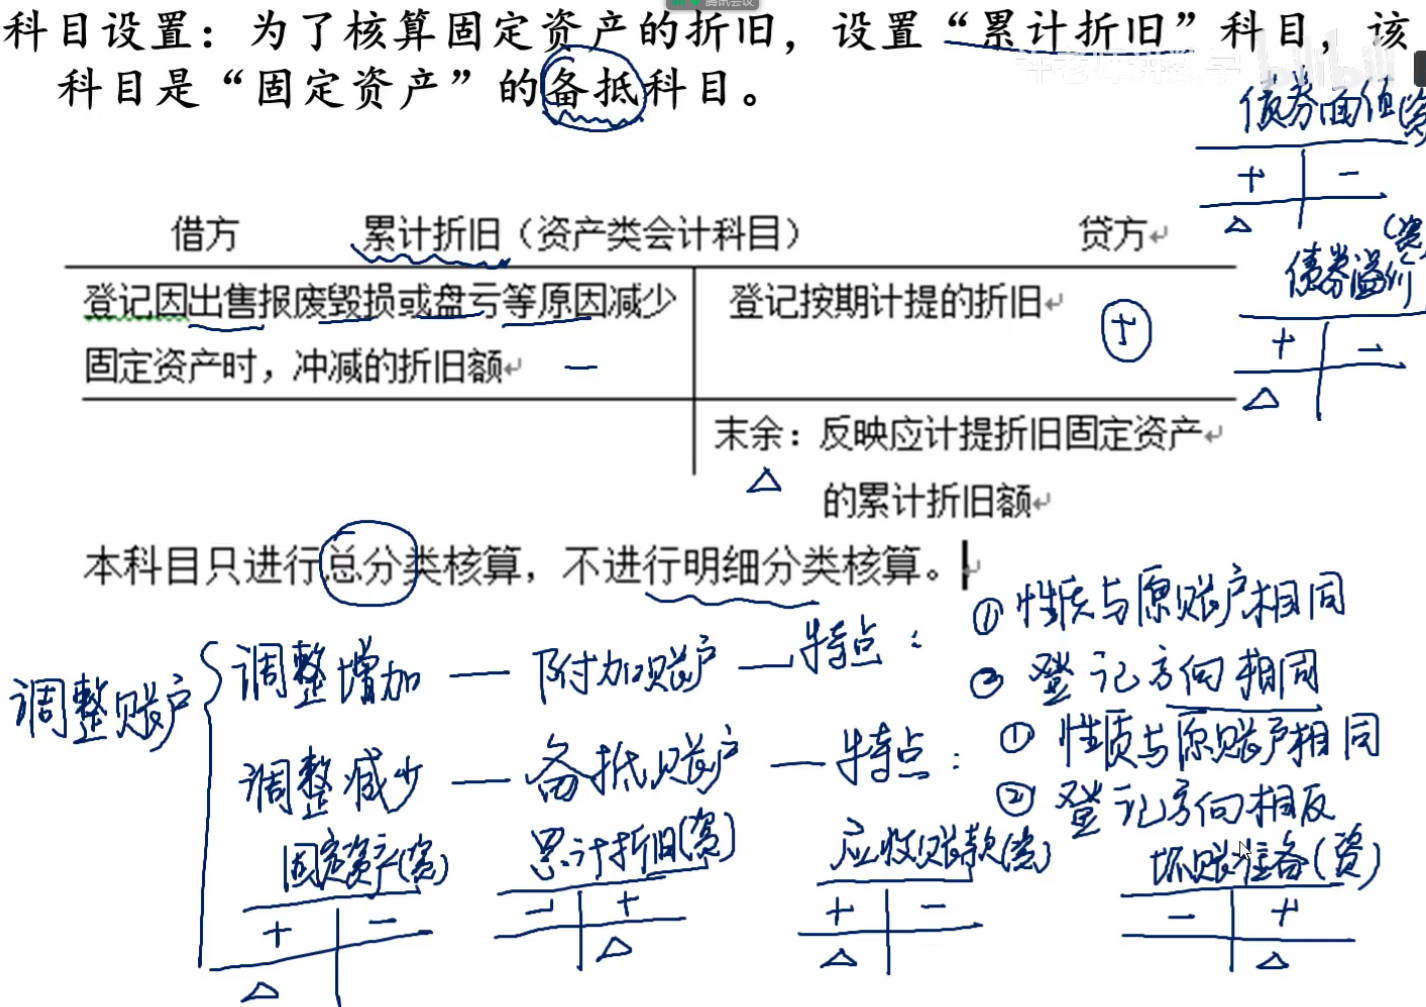 腾讯会议
科目设置：为了核算固定资产的折旧，设置“累计折旧”科目，该
科目是“固定资产”的备抵科目。
bilibili
债券面值(资
+ −
△
借方 累计折旧（资产类会计科目） 贷方
(资
债券溢价
+ −
△
登记因出售报废毁损或盘亏等原因减少 登记按期计提的折旧
+
固定资产时，冲减的折旧额 −
末余：反映应计提折旧固定资产
△
的累计折旧额
本科目只进行总分类核算，不进行明细分类核算。
调整账户
调整增加 — 附加账户 — 特点：
① 性质与原账户相同
② 登记方向相同
调整减少 — 备抵账户 — 特点：
① 性质与原账户相同
② 登记方向相反
固定资产(资) 累计折旧(资) 应收账款(资) 坏账准备(资)
+ − − + + − − +
△ △ △ △